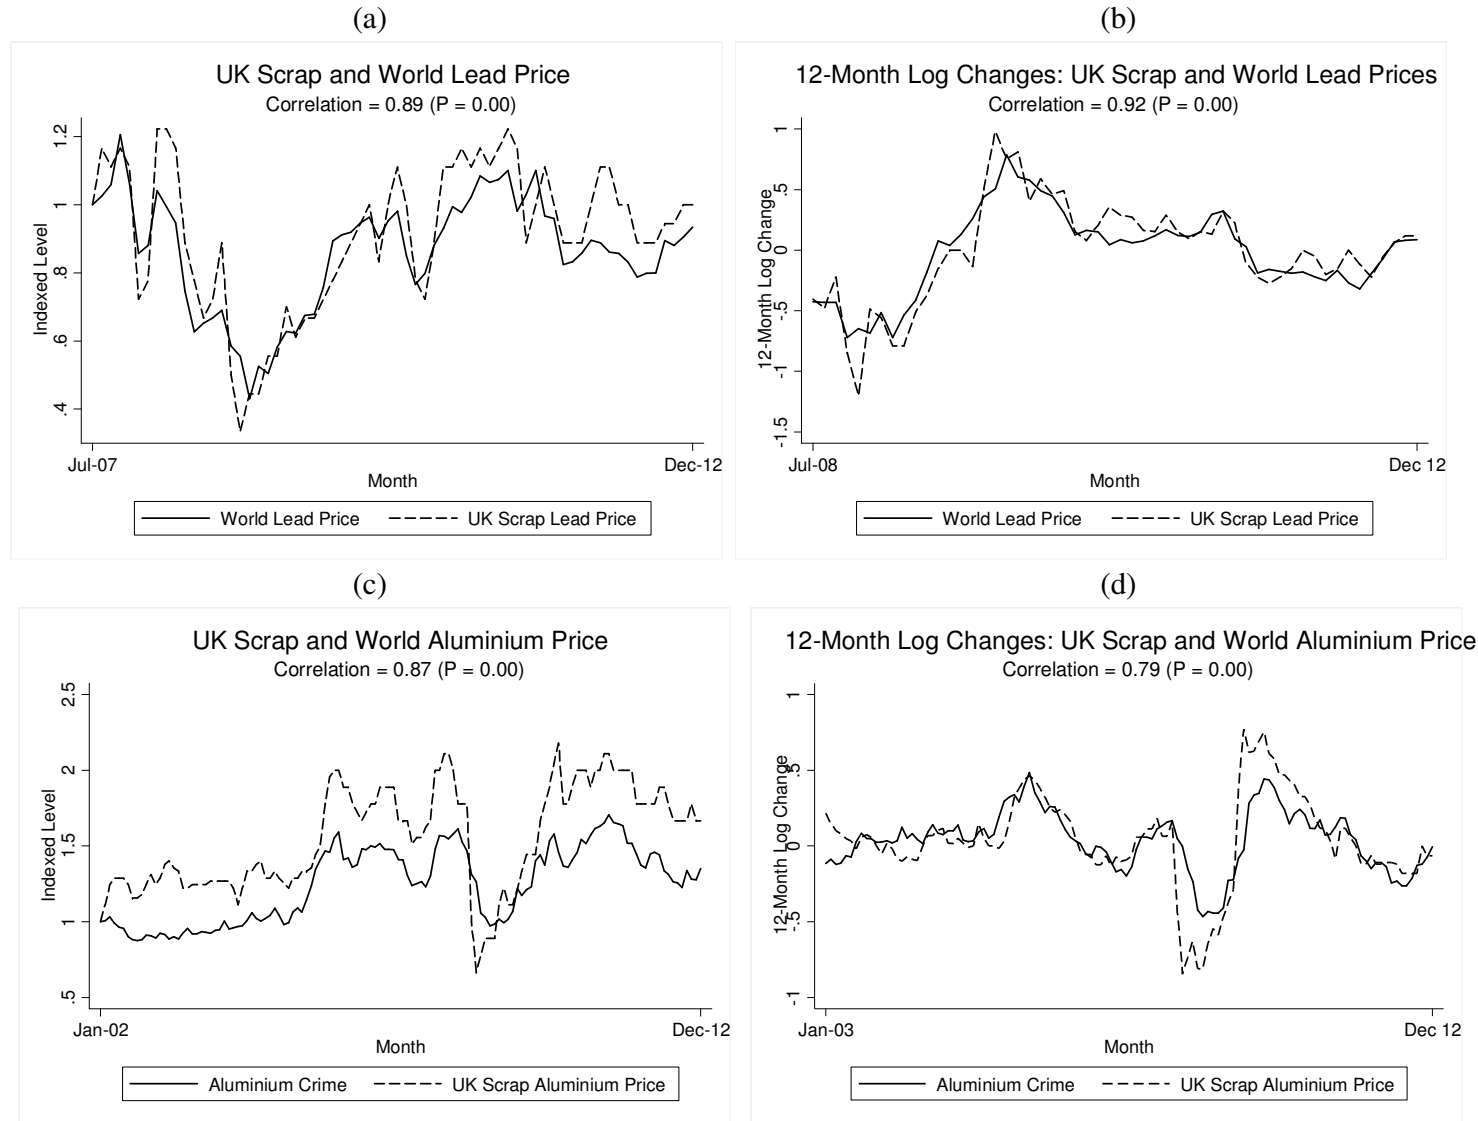 (a)
UK Scrap and World Lead Price
Correlation = 0.89 (P = 0.00)
Indexed Level
1.2
1
.8
.6
.4
Jul-07
Dec-12
Month
World Lead Price
UK Scrap Lead Price
(b)
12-Month Log Changes: UK Scrap and World Lead Prices
Correlation = 0.92 (P = 0.00)
12-Month Log Change
1
.5
0
-.5
-1
-1.5
Jul-08
Dec 12
Month
World Lead Price
UK Scrap Lead Price
(c)
UK Scrap and World Aluminium Price
Correlation = 0.87 (P = 0.00)
Indexed Level
2.5
2
1.5
1
.5
Jan-02
Dec-12
Month
Aluminium Crime
UK Scrap Aluminium Price
(d)
12-Month Log Changes: UK Scrap and World Aluminium Price
Correlation = 0.79 (P = 0.00)
12-Month Log Change
1
.5
0
-.5
-1
Jan-03
Dec 12
Month
Aluminium Crime
UK Scrap Aluminium Price